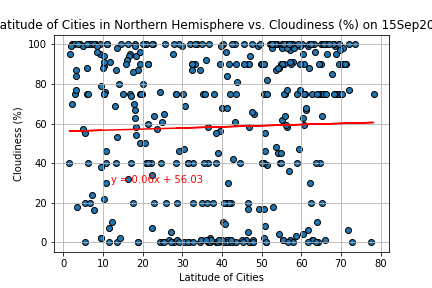 atitude of Cities in Northern Hemisphere vs. Cloudiness (%) on 15Sep20
Cloudiness (%)
100
80
60
40
20
0
y = 0.06x + 56.03
0 10 20 30 40 50 60 70 80
Latitude of Cities